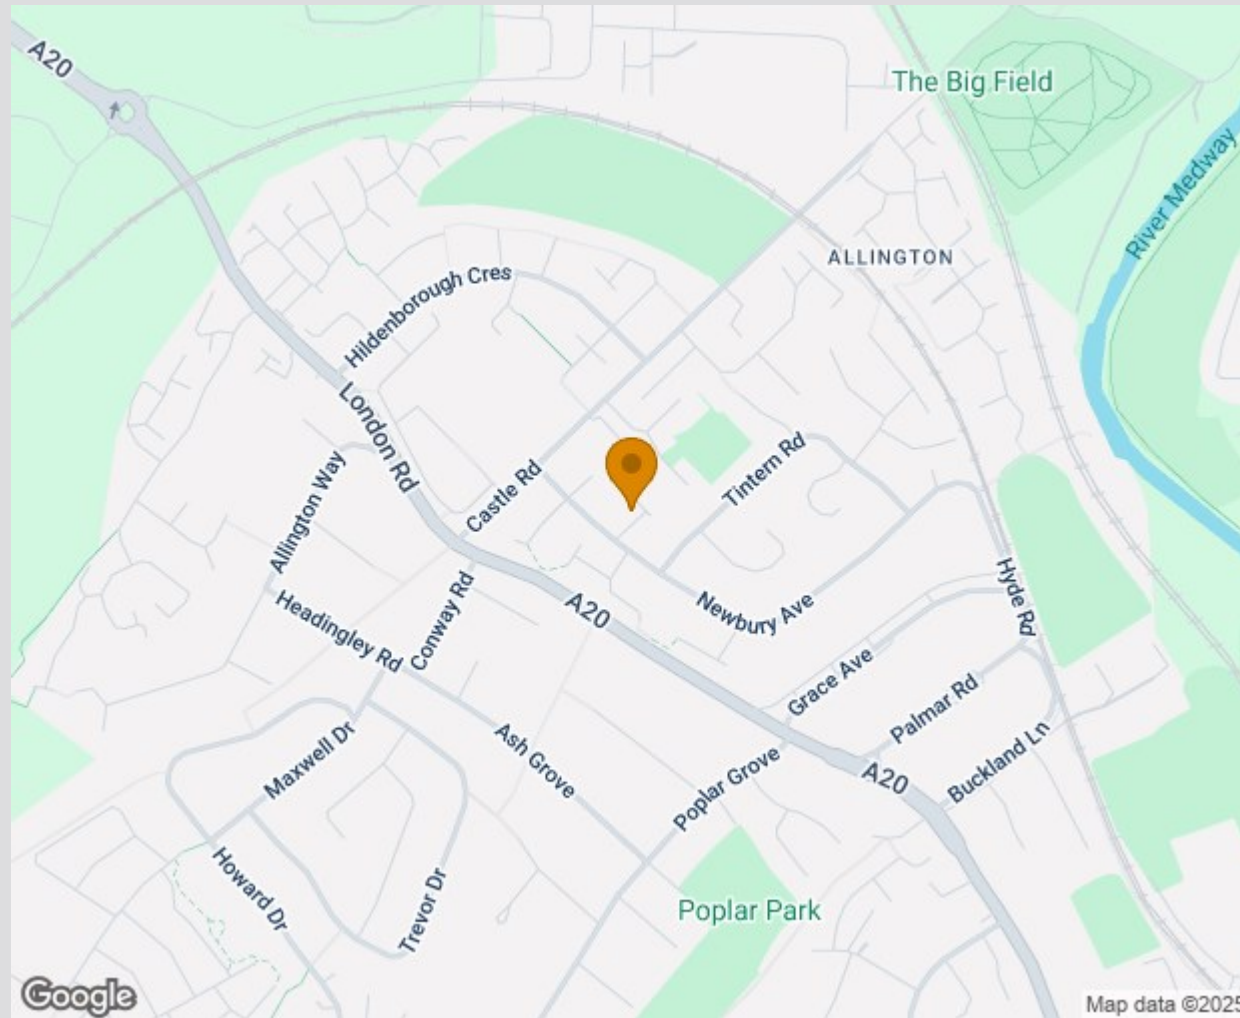 A20
The Big Field
River Medway
ALLINGTON
Hildenborough Cres
London Rd
Castle Rd
Tintern Rd
Allington Way
Hyde Rd
Headingley Rd
Conway Rd
A20
Newbury Ave
Grace Ave
Palmar Rd
Maxwell Dr
Ash Grove
Poplar Grove
A20
Buckland Ln
Howard Dr
Trevor Dr
Poplar Park
Google
Map data ©2025